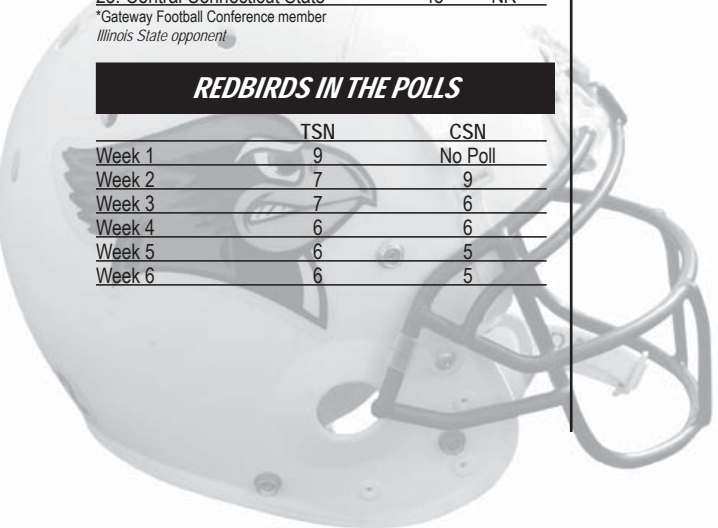 *Gateway Football Conference member
Illinois State opponent
REDBIRDS IN THE POLLS
TSN CSN
Week 1 9 No Poll
Week 2 7 9
Week 3 7 6
Week 4 6 6
Week 5 6 5
Week 6 6 5